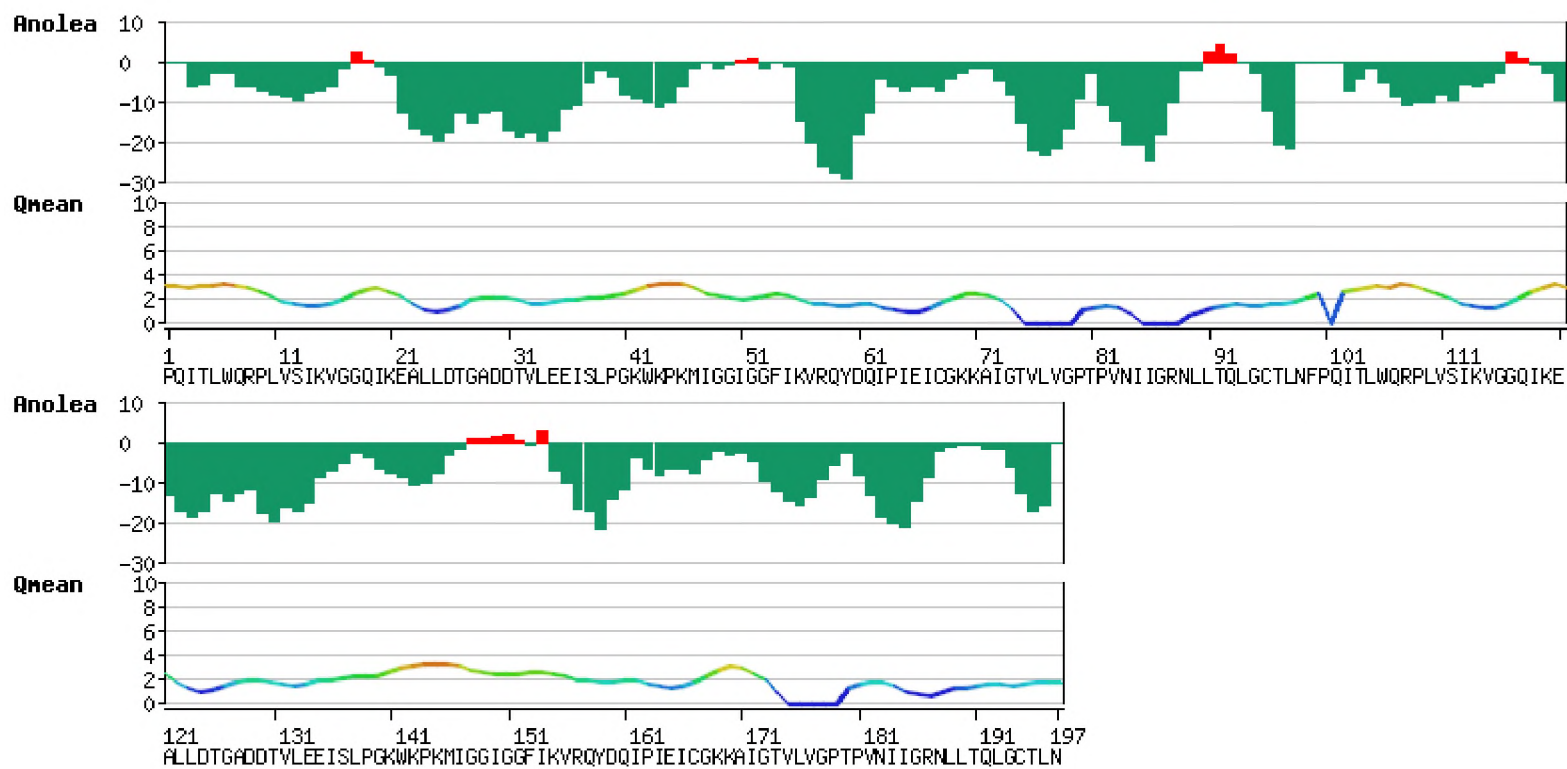 Anolea
10
0
-10
-20
-30
Qmean
10
8
6
4
2
0
1 11 21 31 41 51 61 71 81 91 101 111
PQITLWQRPLVSIKVGGQIKEALLDTGADDTVLEEISLPGKWKPKMIGGIGGFIKVRQYDQIPIEICGKKAIGTVLVGPTPVNIIGRNLLTQLGCTLNFPQITLWQRPLVSIKVGGQIKE
Anolea
10
0
-10
-20
-30
Qmean
10
8
6
4
2
0
121 131 141 151 161 171 181 191 197
ALLDTGADDTVLEEISLPGKWKPKMIGGIGGFIKVRQYDQIPIEICGKKAIGTVLVGPTPVNIIGRNLLTQLGCTLN